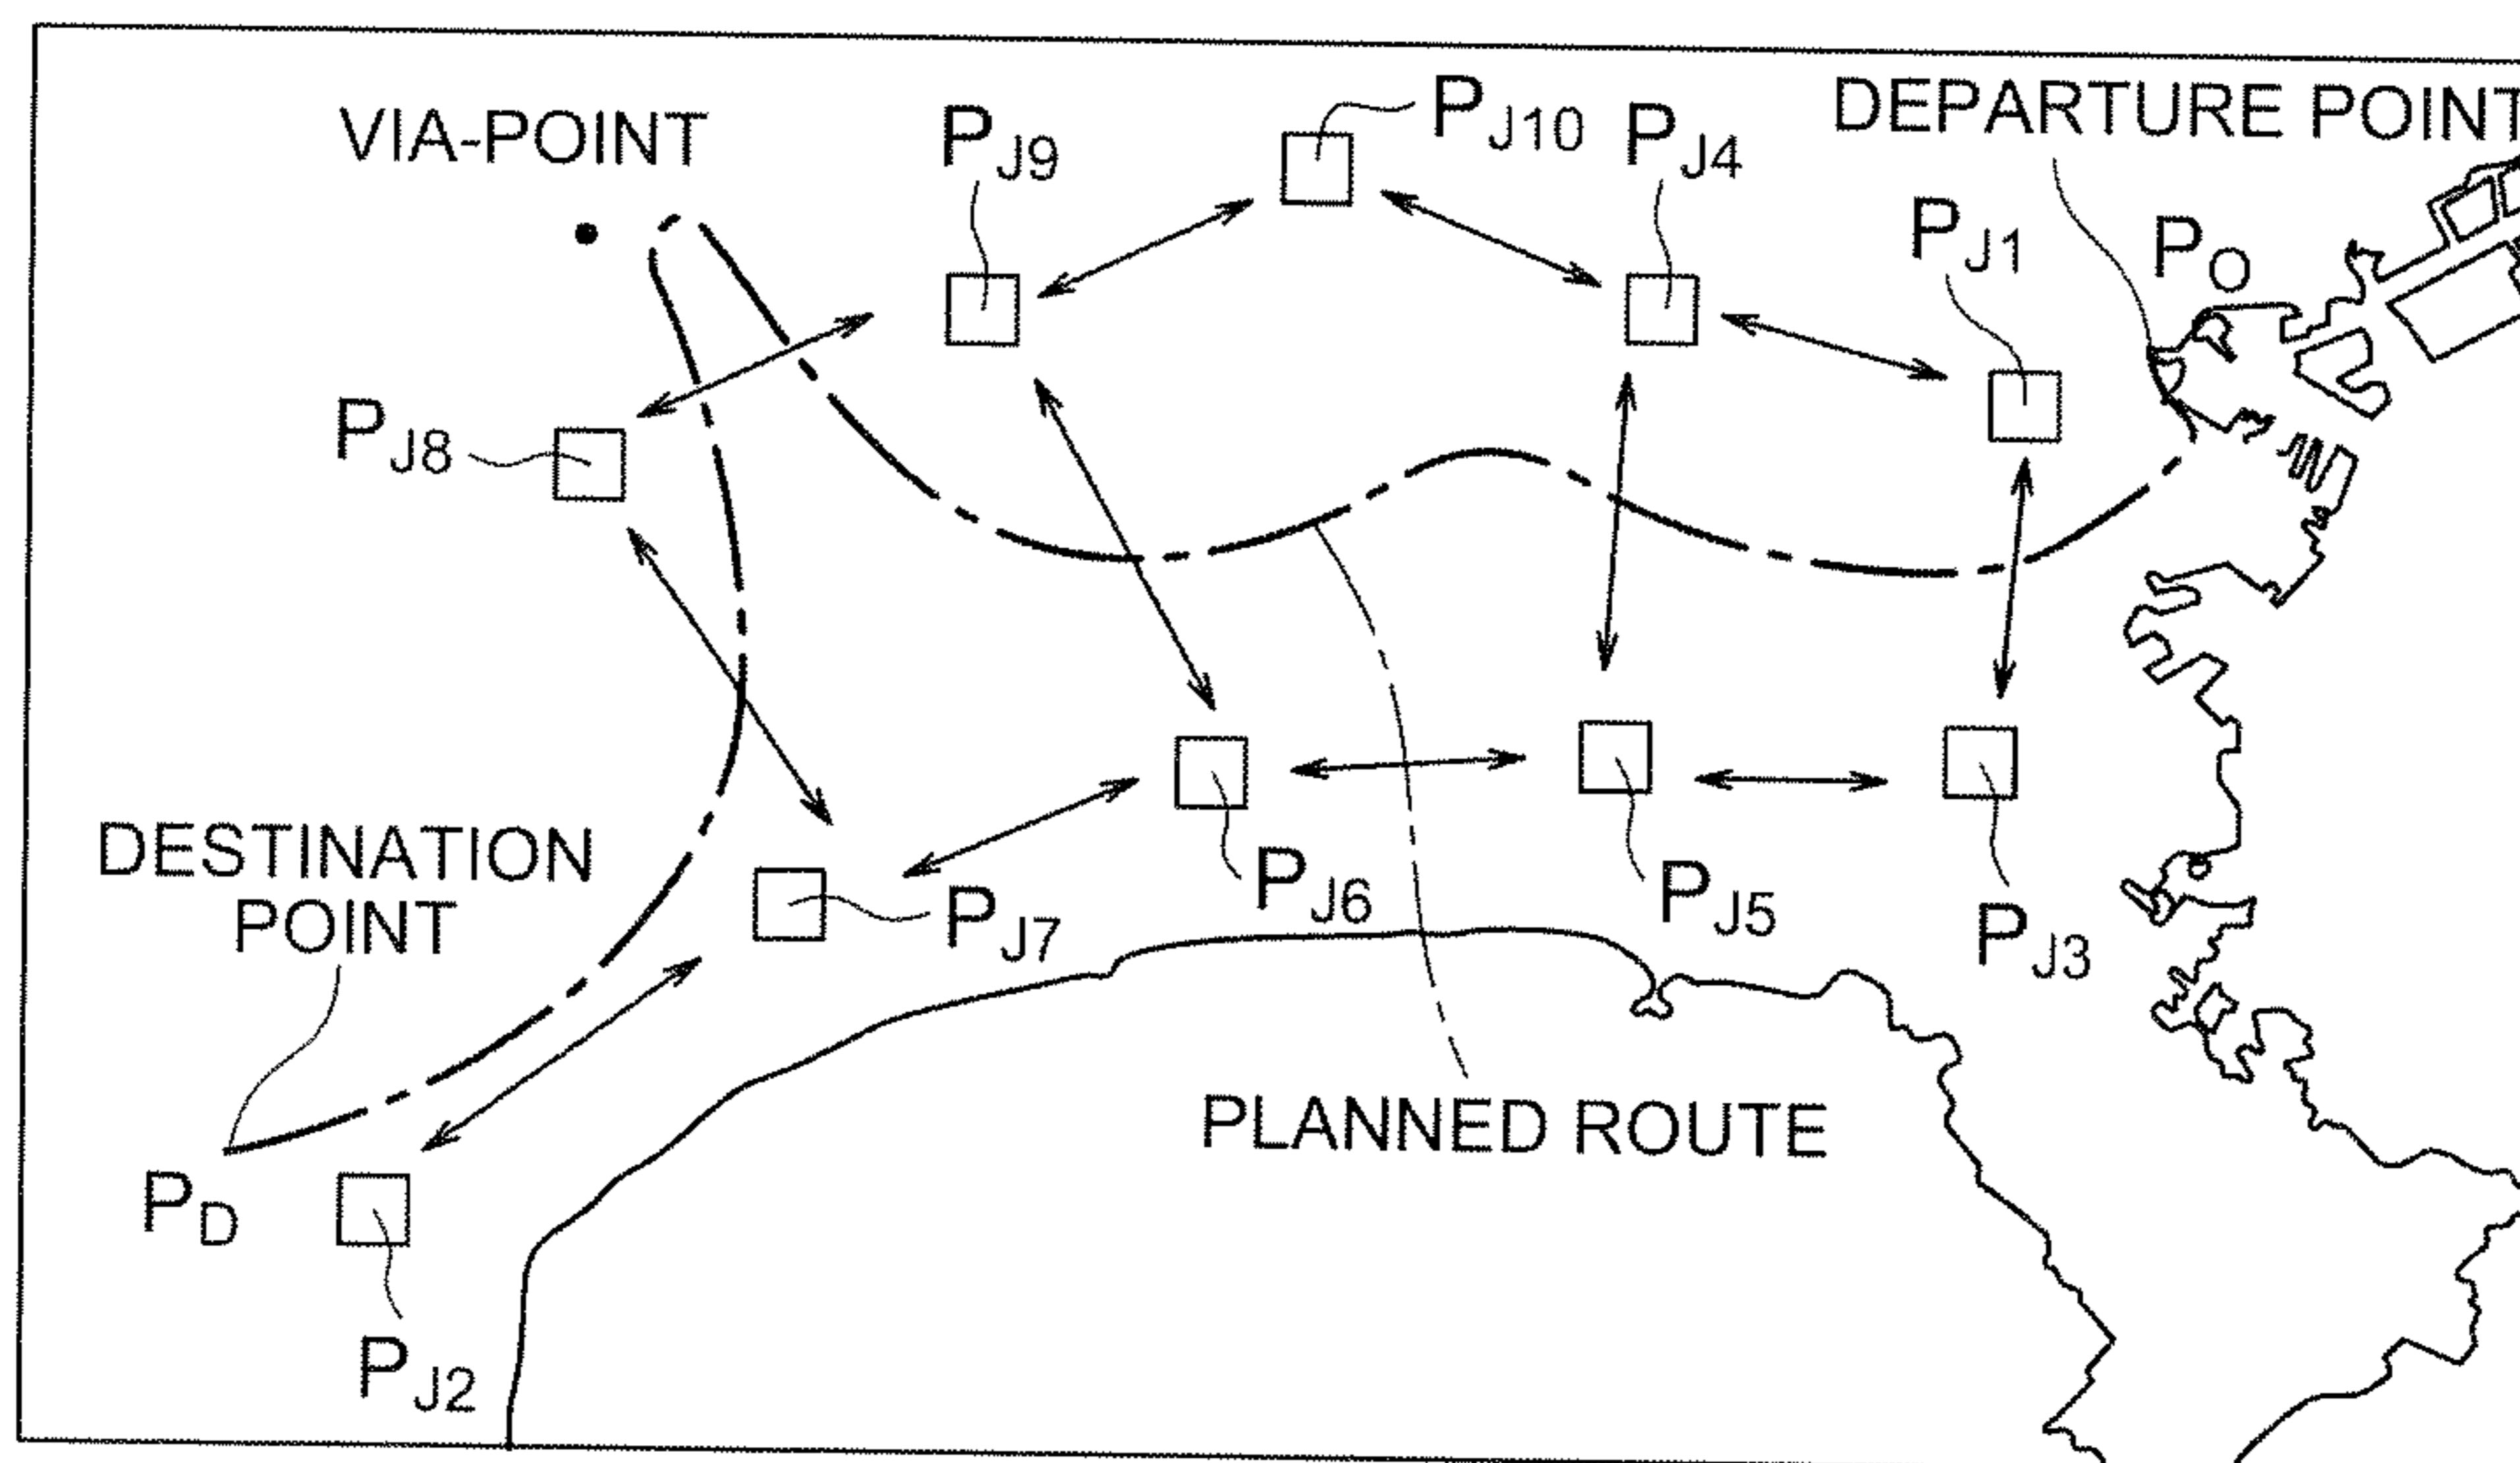 VIA-POINT
PJ9
PJ10
PJ4
DEPARTURE POINT
PJ1
PO
PJ8
DESTINATION
POINT
PJ7
PJ6
PJ5
PJ3
PLANNED ROUTE
PD
PJ2